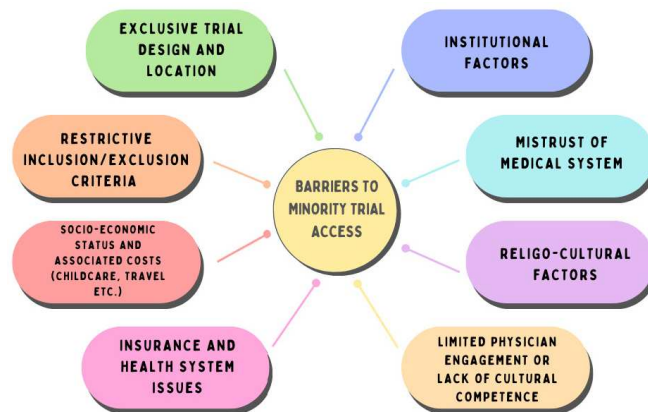 EXCLUSIVE TRIAL
DESIGN AND
LOCATION
INSTITUTIONAL
FACTORS
RESTRICTIVE
INCLUSION/EXCLUSION
CRITERIA
MISTRUST OF
MEDICAL SYSTEM
BARRIERS TO
MINORITY TRIAL
ACCESS
SOCIO-ECONOMIC
STATUS AND
ASSOCIATED COSTS
(CHILDCARE, TRAVEL
ETC.)
RELIGO-CULTURAL
FACTORS
INSURANCE AND
HEALTH SYSTEM
ISSUES
LIMITED PHYSICIAN
ENGAGEMENT OR
LACK OF CULTURAL
COMPETENCE